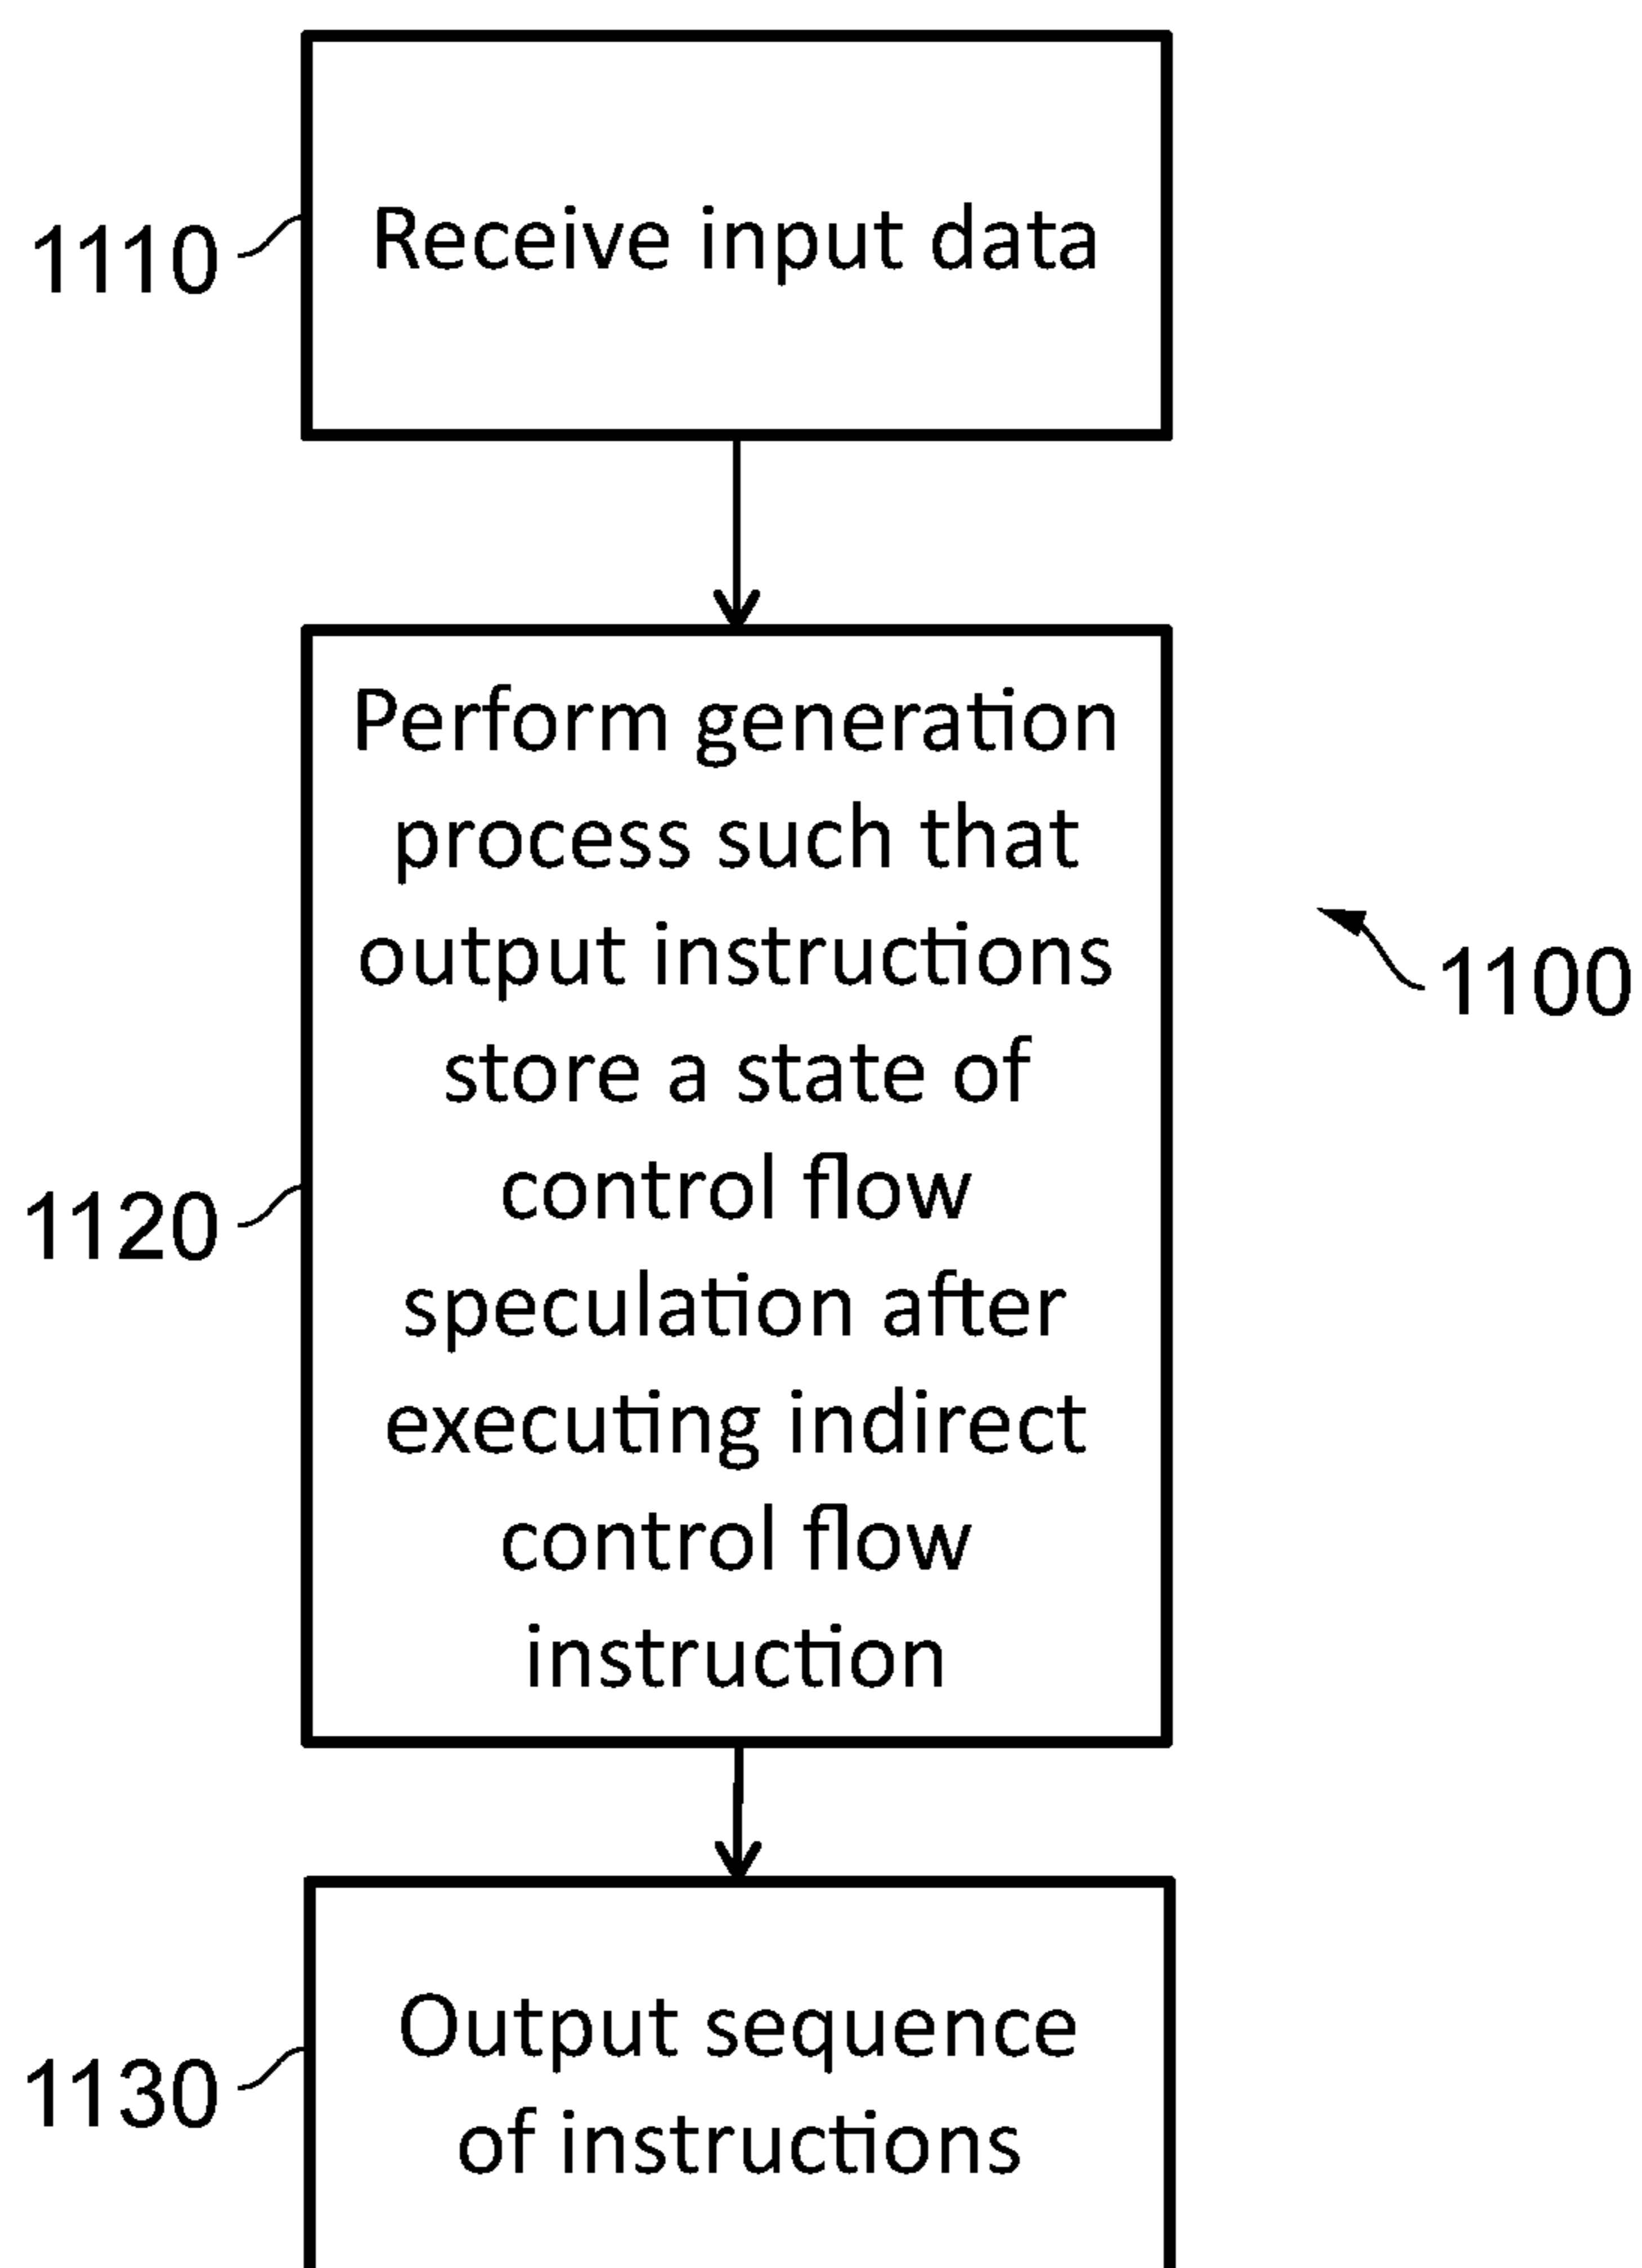 1110
Receive input data
Perform generation
process such that
output instructions
store a state of
control flow
speculation after
executing indirect
control flow
instruction
1120
1100
1130
Output sequence
of instructions